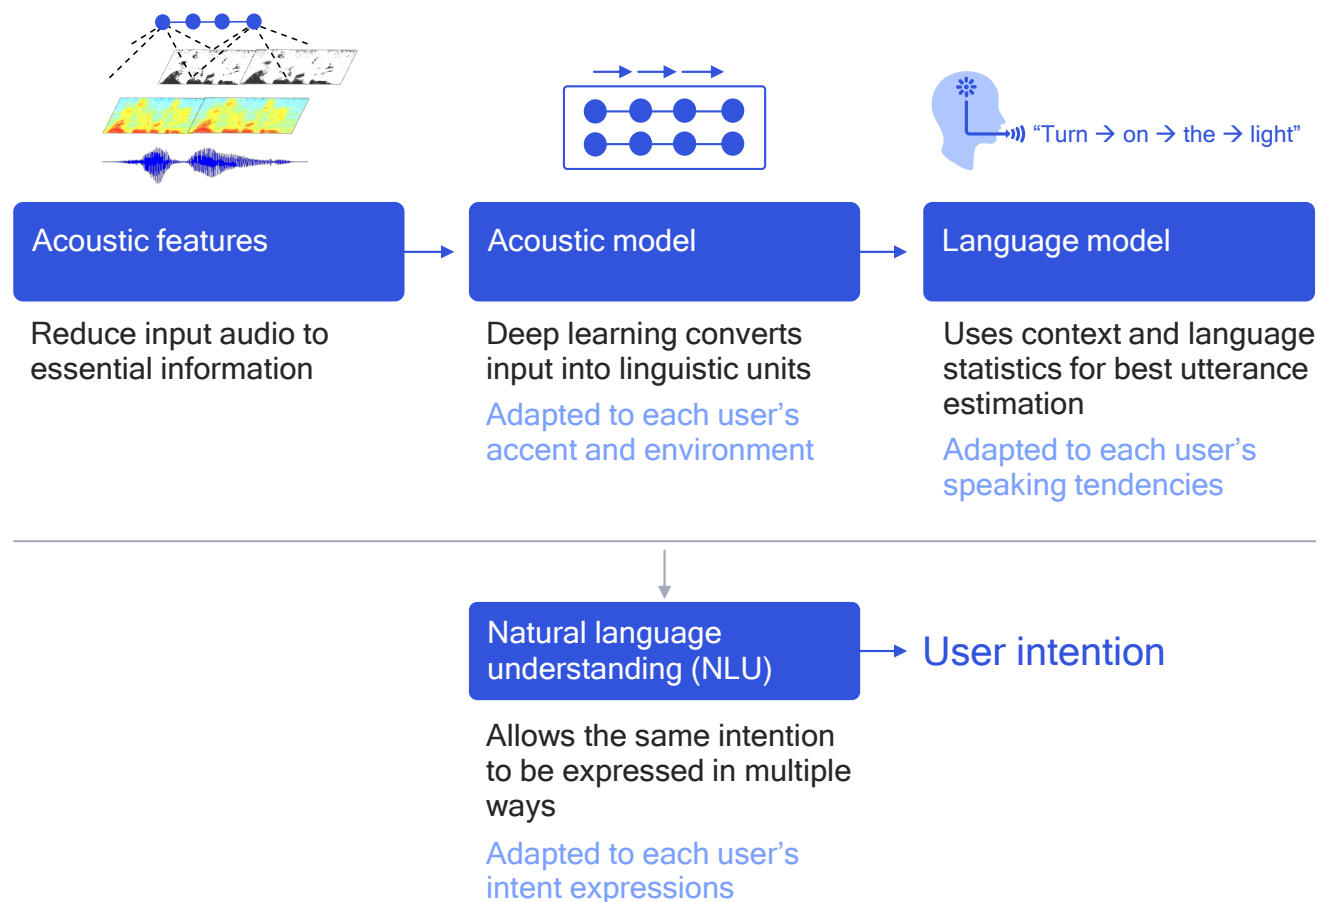 “Turn → on → the → light”
Acoustic features
Acoustic model
Language model
Reduce input audio to
essential information
Deep learning converts
input into linguistic units
Adapted to each user’s
accent and environment
Uses context and language
statistics for best utterance
estimation
Adapted to each user’s
speaking tendencies
Natural language
understanding (NLU)
User intention
Allows the same intention
to be expressed in multiple
ways
Adapted to each user’s
intent expressions